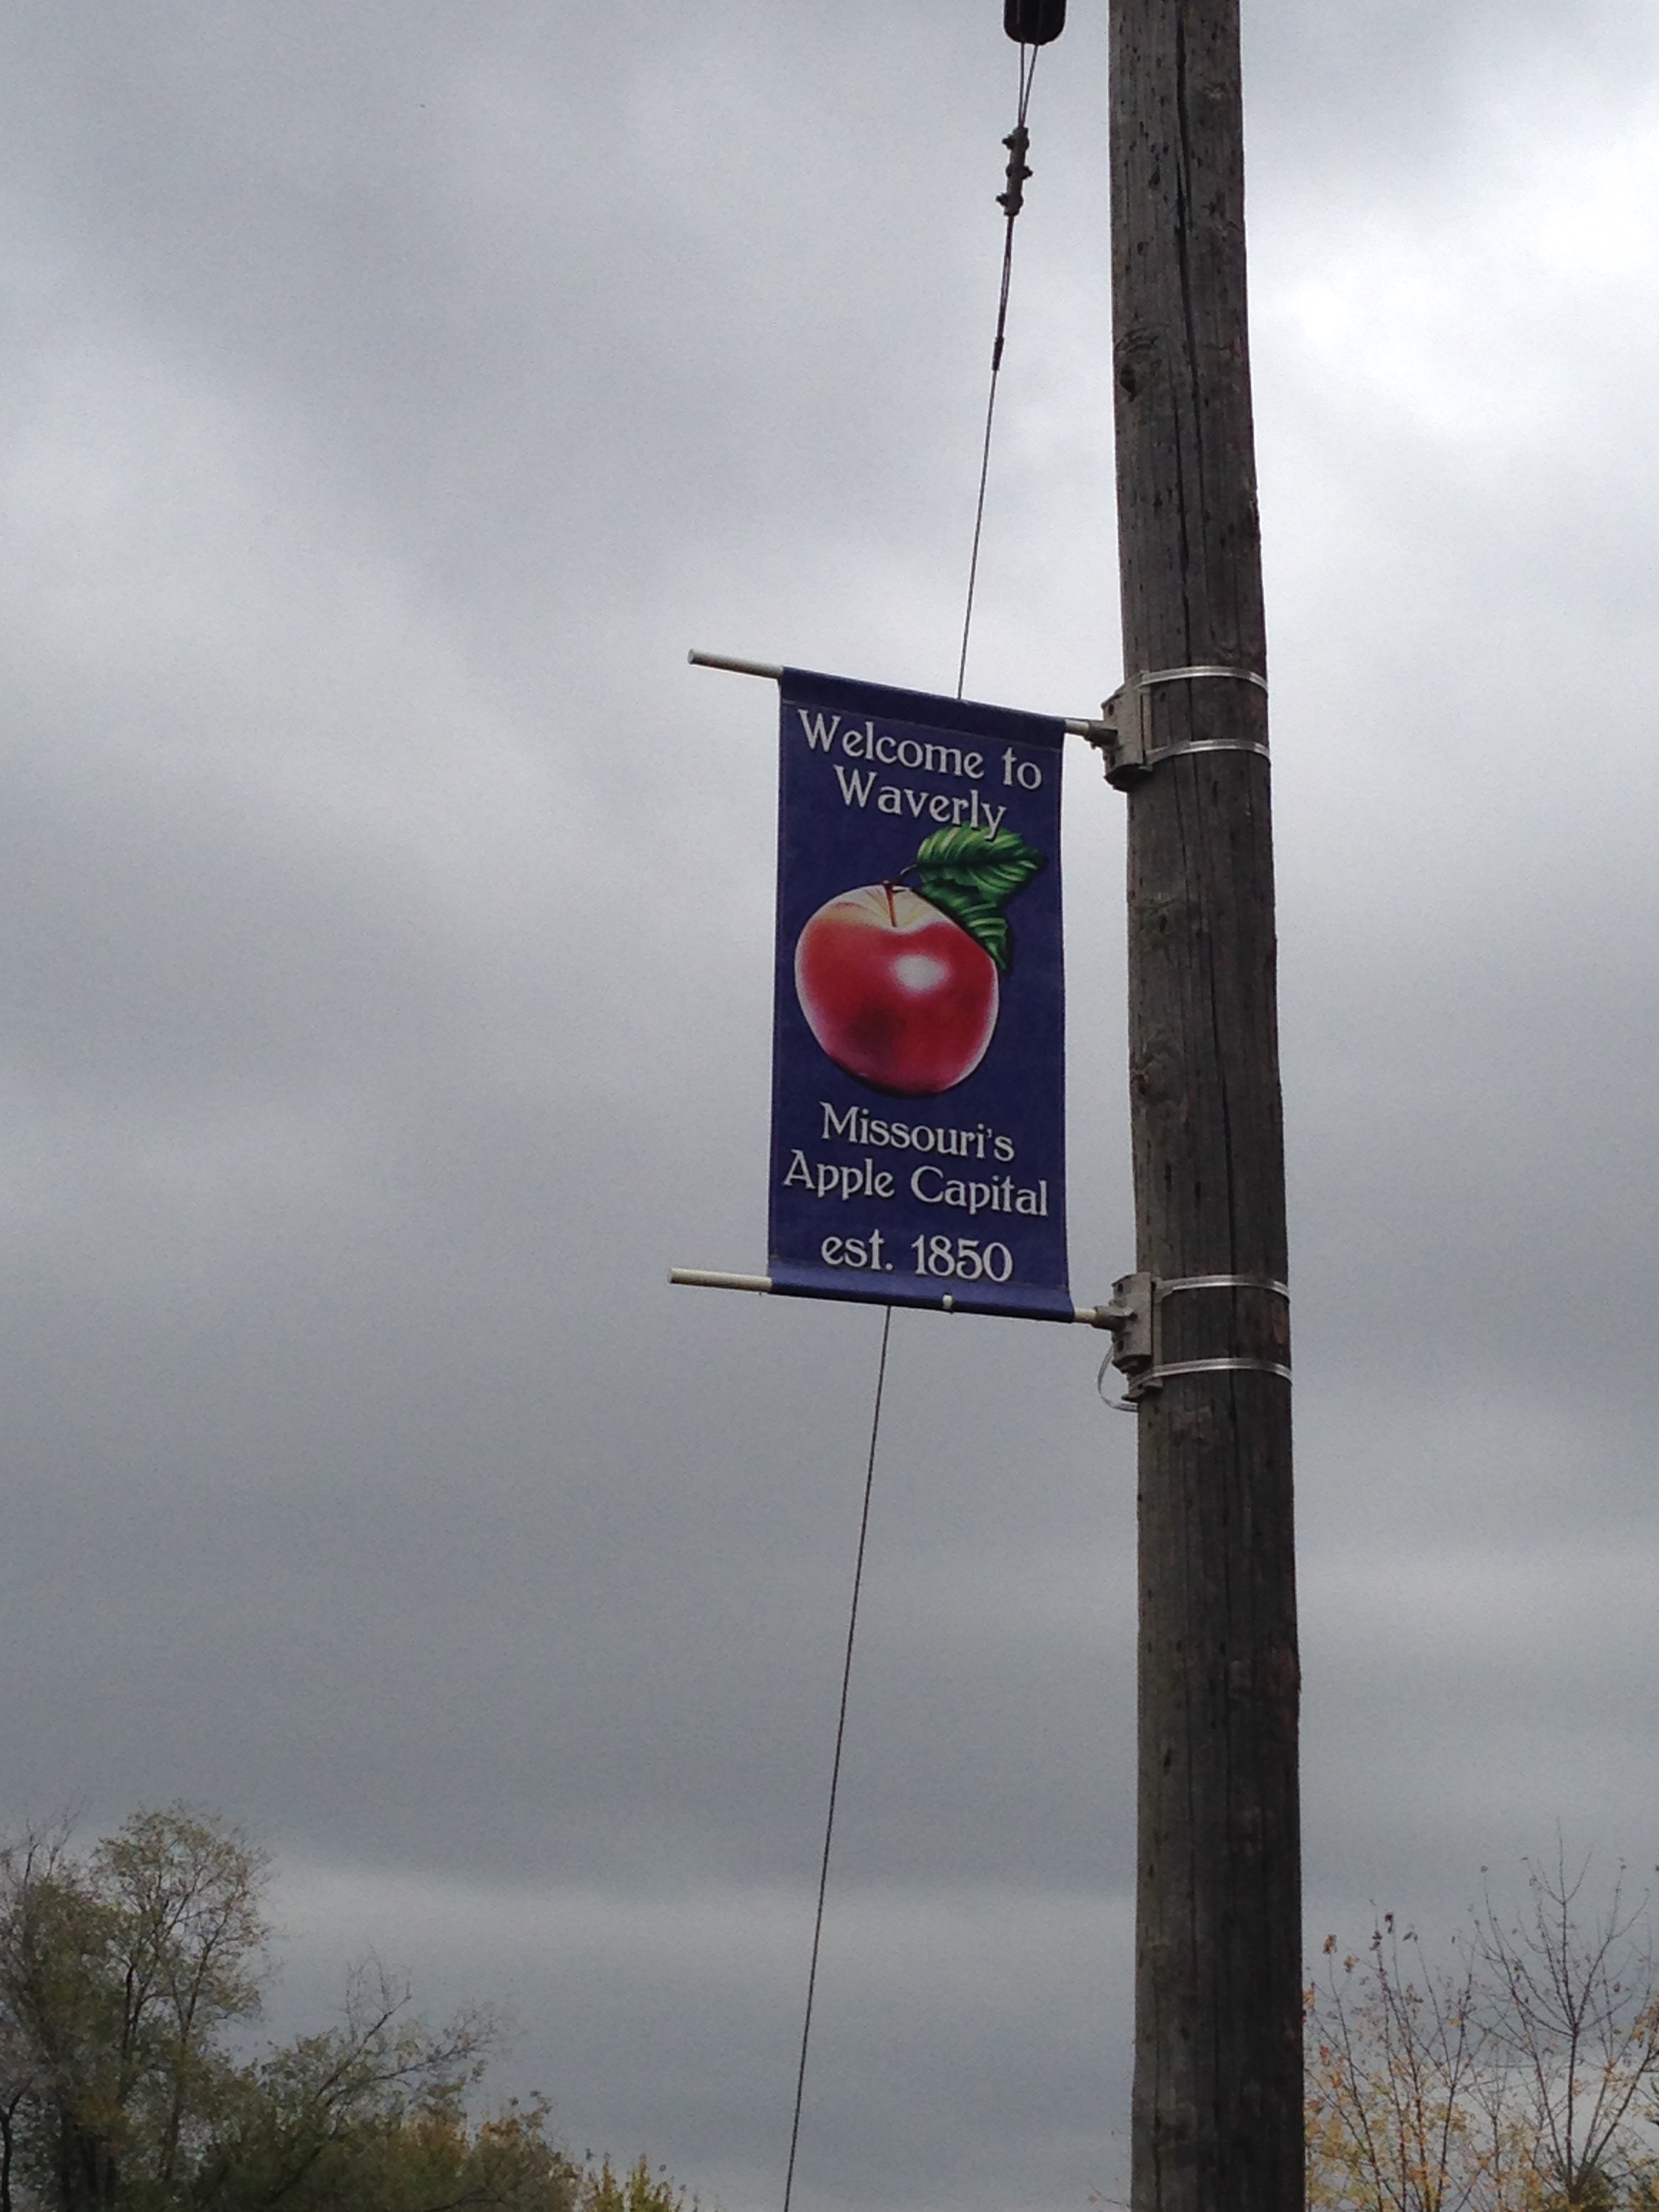 Welcome to
Waverly
Missouri's
Apple Capital
est. 1850